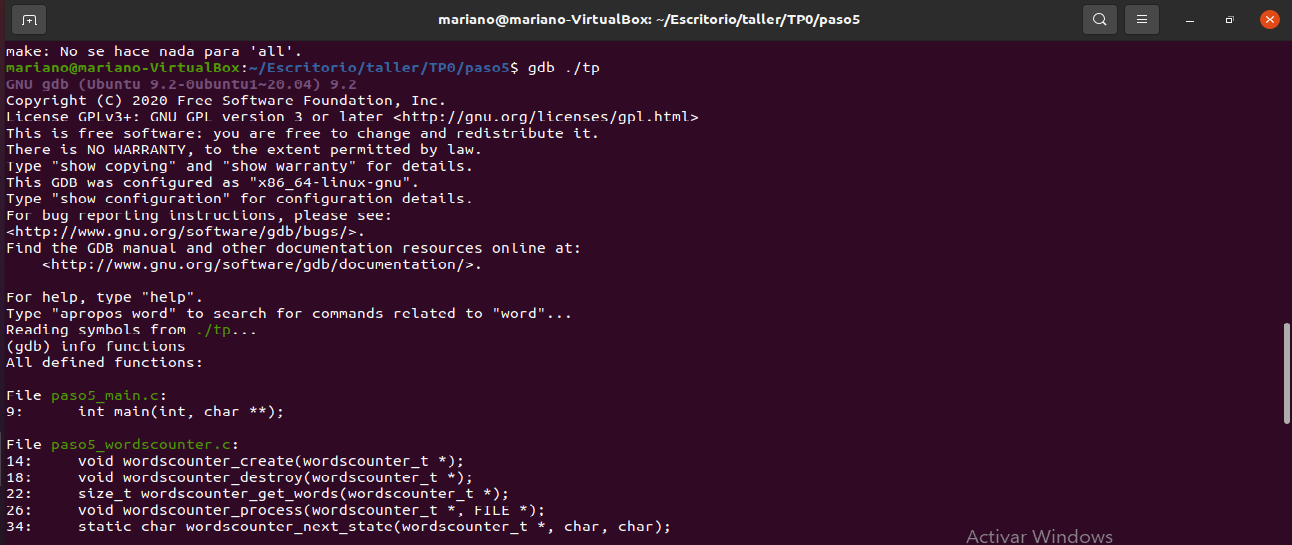 mariano@mariano-VirtualBox: ~/Escritorio/taller/TP0/paso5
make: No se hace nada para 'all'.
mariano@mariano-VirtualBox:~/Escritorio/taller/TP0/paso5$ gdb ./tp
GNU gdb (Ubuntu 9.2-0ubuntu1~20.04) 9.2
Copyright (C) 2020 Free Software Foundation, Inc.
License GPLv3+: GNU GPL version 3 or later <http://gnu.org/licenses/gpl.html>
This is free software: you are free to change and redistribute it.
There is NO WARRANTY, to the extent permitted by law.
Type "show copying" and "show warranty" for details.
This GDB was configured as "x86_64-linux-gnu".
Type "show configuration" for configuration details.
For bug reporting instructions, please see:
<http://www.gnu.org/software/gdb/bugs/>.
Find the GDB manual and other documentation resources online at:
    <http://www.gnu.org/software/gdb/documentation/>.
For help, type "help".
Type "apropos word" to search for commands related to "word"...
Reading symbols from ./tp...
(gdb) info functions
All defined functions:
File paso5_main.c:
9:      int main(int, char **);
File paso5_wordscounter.c:
14:     void wordscounter_create(wordscounter_t *);
18:     void wordscounter_destroy(wordscounter_t *);
22:     size_t wordscounter_get_words(wordscounter_t *);
26:     void wordscounter_process(wordscounter_t *, FILE *);
34:     static char wordscounter_next_state(wordscounter_t *, char, char);
Activar Windows